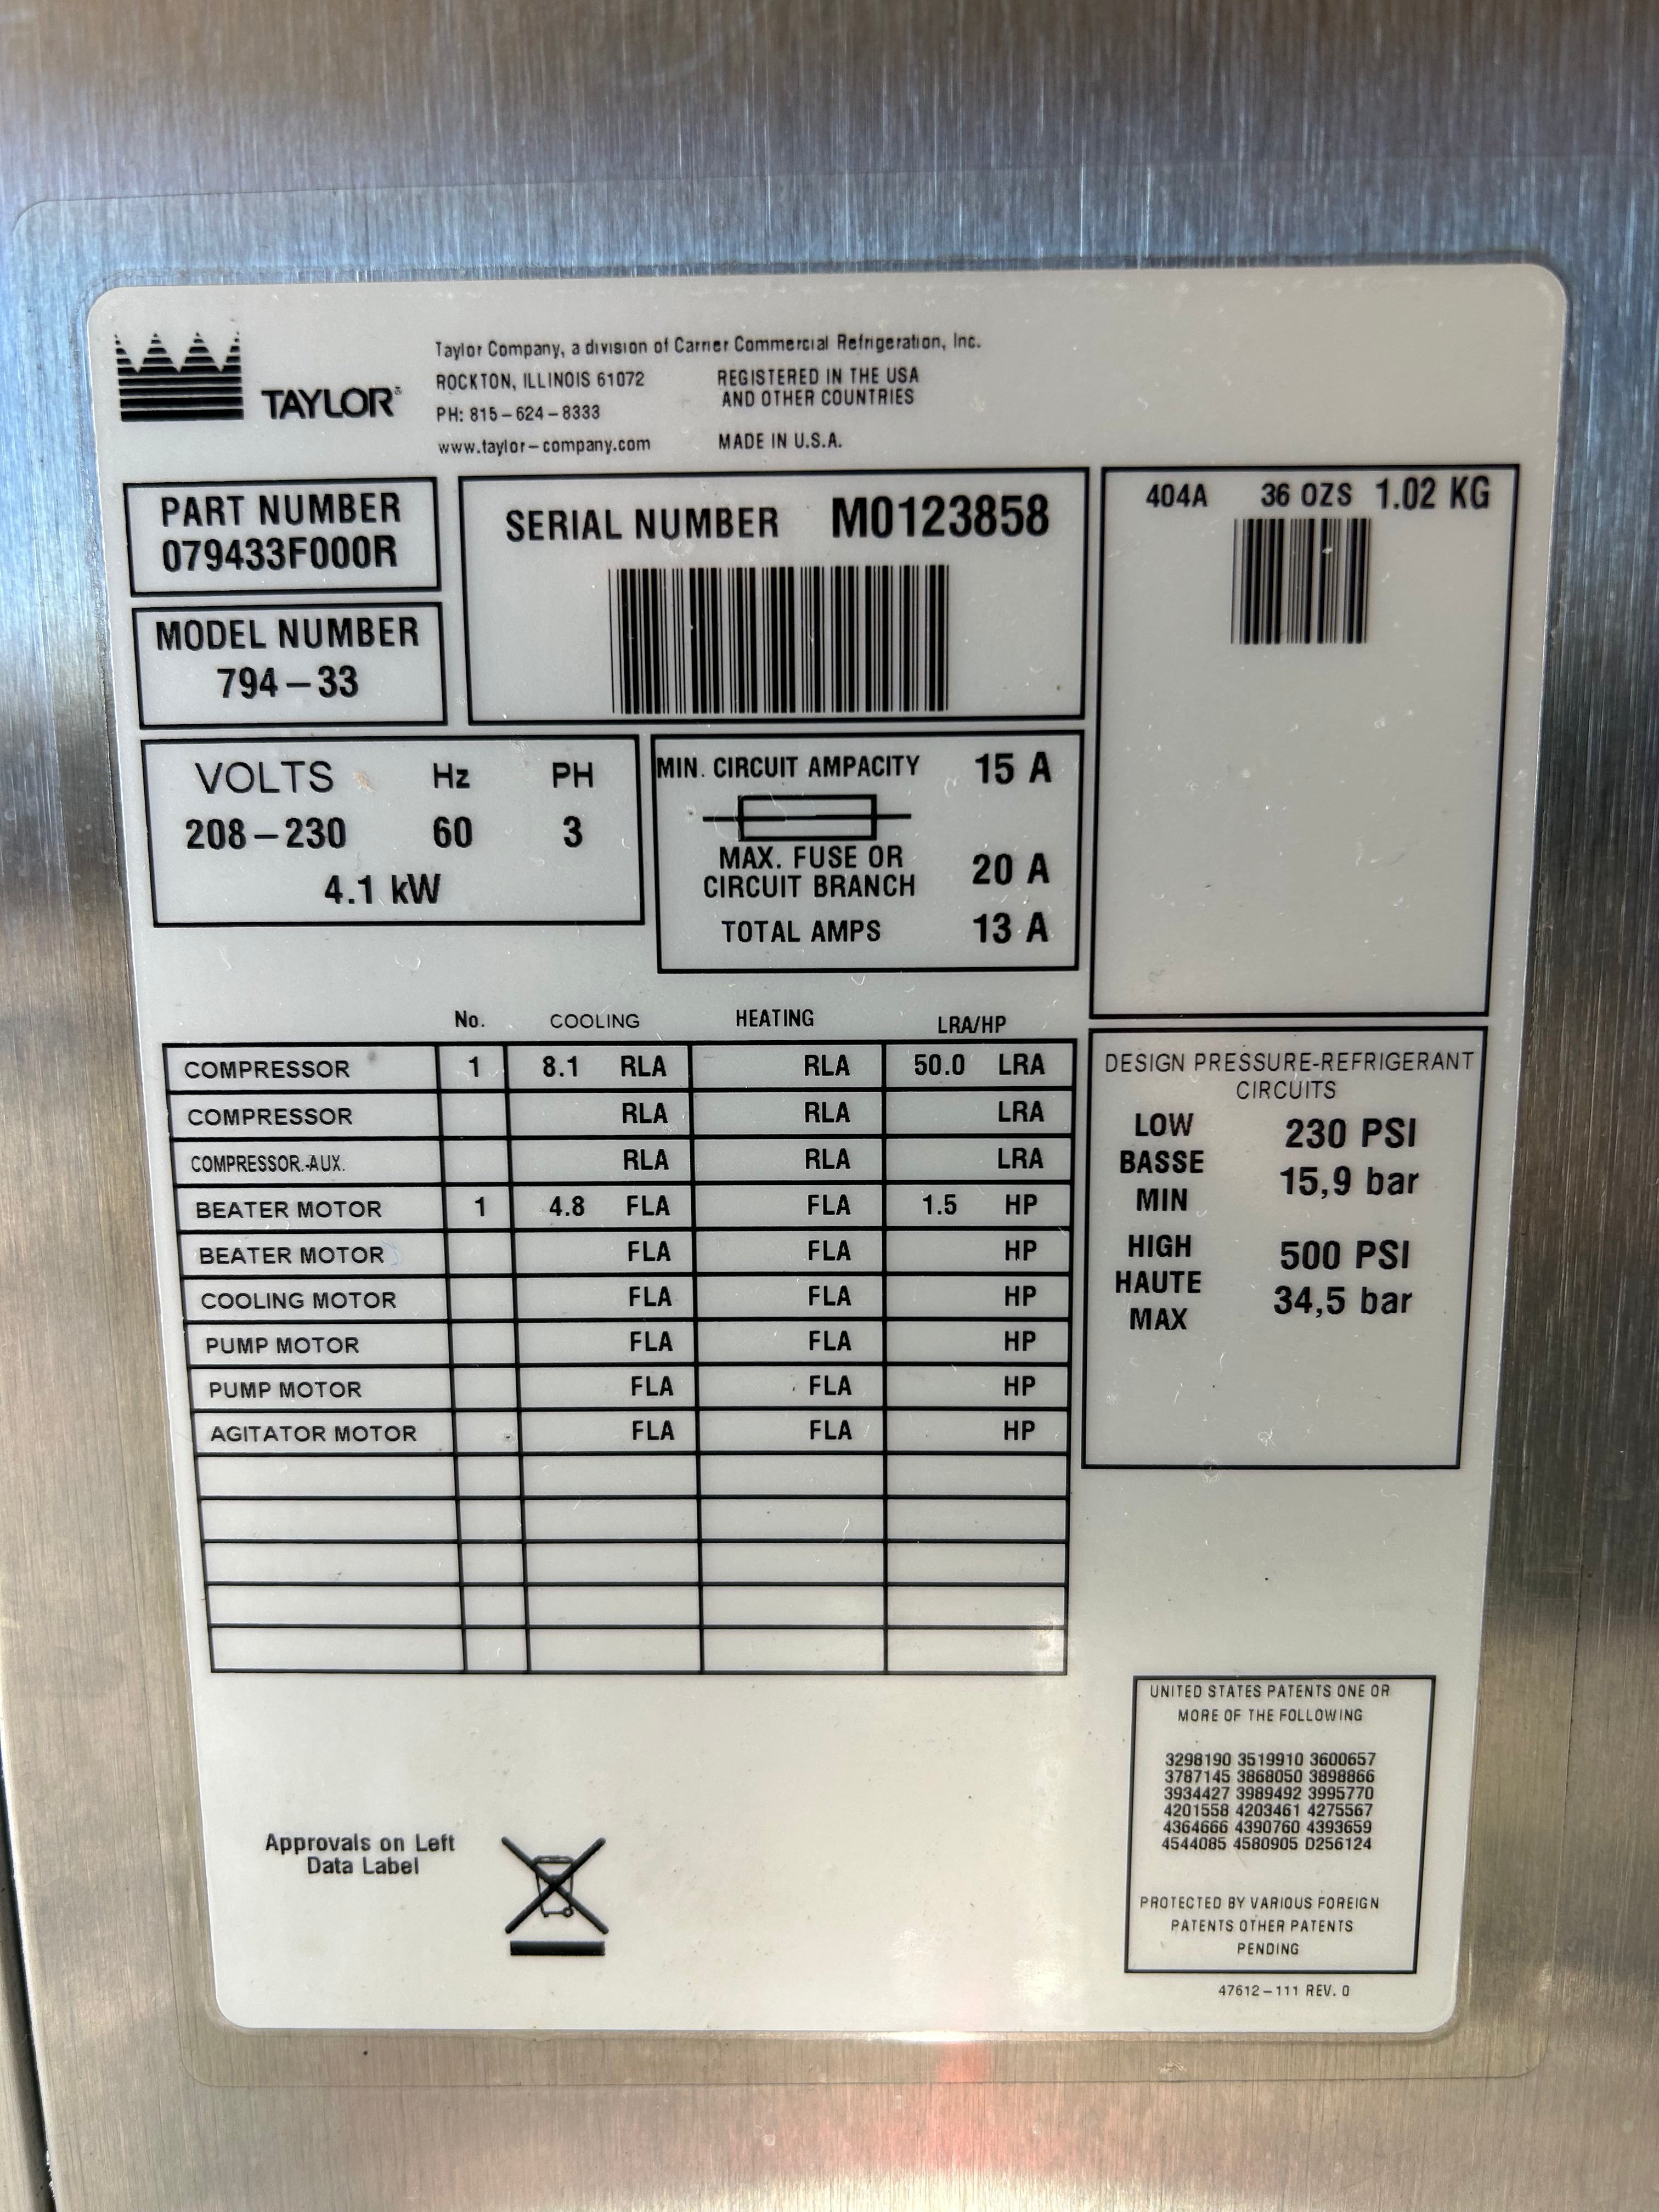 TAYLOR®
Taylor Company, a division of Carrier Commercial Refrigeration, Inc.
ROCKTON, ILLINOIS 61072
PH: 815-624-8333
www.taylor-company.com
REGISTERED IN THE USA
AND OTHER COUNTRIES
MADE IN U.S.A.
PART NUMBER
079433F000R
MODEL NUMBER
794-33
SERIAL NUMBER M0123858
404A 36 OZS 1.02 KG
VOLTS Hz PH
208-230 60 3
4.1 kW
MIN. CIRCUIT AMPACITY 15 A
MAX. FUSE OR
CIRCUIT BRANCH 20 A
TOTAL AMPS 13 A
No. COOLING HEATING LRA/HP
COMPRESSOR 1 8.1 RLA RLA 50.0 LRA
COMPRESSOR RLA RLA LRA
COMPRESSOR.-AUX. RLA RLA LRA
BEATER MOTOR 1 4.8 FLA FLA 1.5 HP
BEATER MOTOR FLA FLA HP
COOLING MOTOR FLA FLA HP
PUMP MOTOR FLA FLA HP
PUMP MOTOR FLA FLA HP
AGITATOR MOTOR FLA FLA HP
DESIGN PRESSURE-REFRIGERANT
CIRCUITS
LOW
BASSE
MIN
230 PSI
15,9 bar
HIGH
HAUTE
MAX
500 PSI
34,5 bar
Approvals on Left
Data Label
UNITED STATES PATENTS ONE OR
MORE OF THE FOLLOWING
3298190 3519910 3600657
3787145 3868050 3898866
3934427 3989492 3995770
4201558 4203461 4275567
4364666 4390760 4393659
4544085 4580905 D256124
PROTECTED BY VARIOUS FOREIGN
PATENTS OTHER PATENTS
PENDING
47612-111 REV. 0